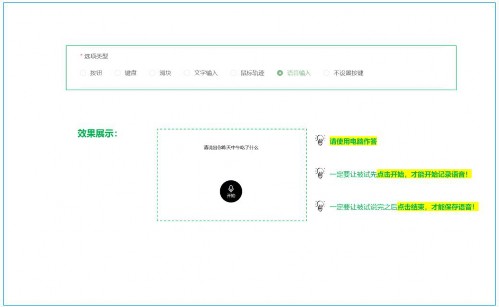 * 选项类型
按钮 键盘 滑块 文字输入 鼠标轨迹 语音输入 不设置按键
效果展示：
请说出你昨天中午吃了什么
开始
请使用电脑作答
一定要让被试先点击开始，才能开始记录语音！
一定要让被试说完之后点击结束，才能保存语音！